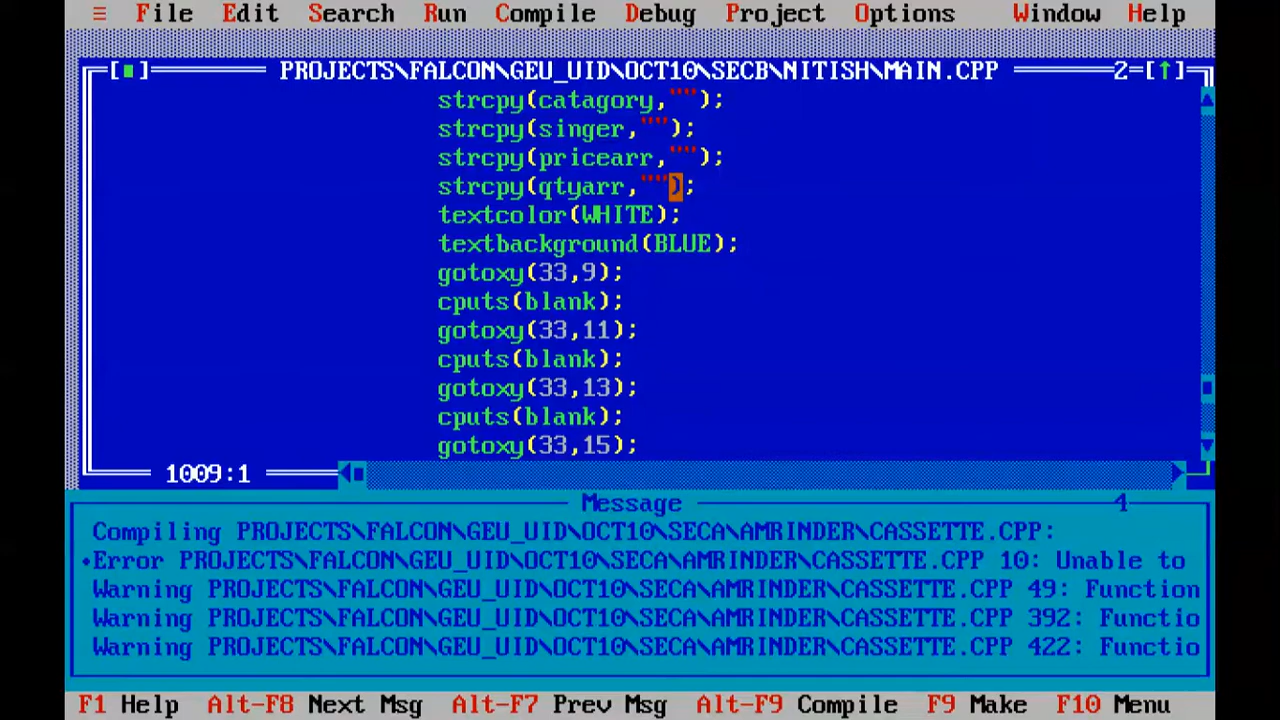 ≡ File Edit Search Run Compile Debug Project Options Window Help
[■] PROJECTS\FALCON\GEU_UID\OCT10\SECB\NITISH\MAIN.CPP 2=[↑]
strcpy(catagory,"");
strcpy(singer,"");
strcpy(pricearr,"");
strcpy(qtyarr,"");
textcolor(WHITE);
textbackground(BLUE);
gotoxy(33,9);
cputs(blank);
gotoxy(33,11);
cputs(blank);
gotoxy(33,13);
cputs(blank);
gotoxy(33,15);
1009:1
Message 4
Compiling PROJECTS\FALCON\GEU_UID\OCT10\SECA\AMRINDER\CASSETTE.CPP:
•Error PROJECTS\FALCON\GEU_UID\OCT10\SECA\AMRINDER\CASSETTE.CPP 10: Unable to
Warning PROJECTS\FALCON\GEU_UID\OCT10\SECA\AMRINDER\CASSETTE.CPP 49: Function
Warning PROJECTS\FALCON\GEU_UID\OCT10\SECA\AMRINDER\CASSETTE.CPP 392: Functio
Warning PROJECTS\FALCON\GEU_UID\OCT10\SECA\AMRINDER\CASSETTE.CPP 422: Functio
F1 Help Alt-F8 Next Msg Alt-F7 Prev Msg Alt-F9 Compile F9 Make F10 Menu